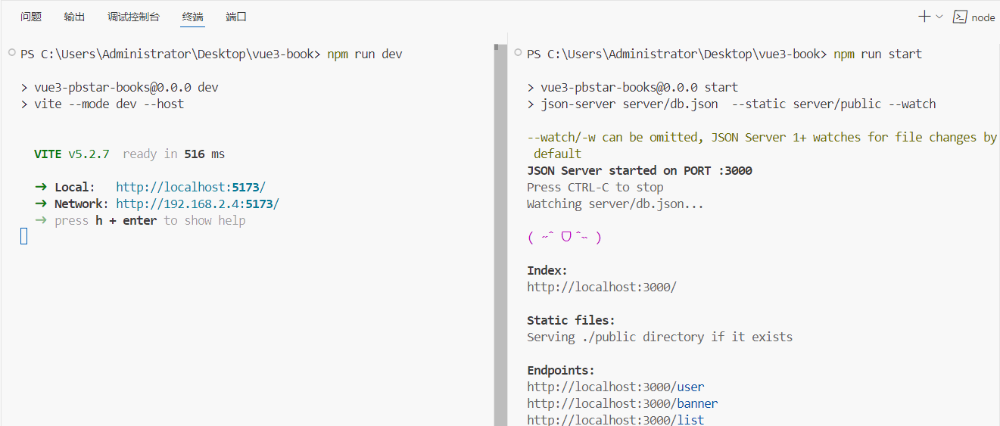 问题 输出 调试控制台 终端 端口 node
PS C:\Users\Administrator\Desktop\vue3-book> npm run dev
> vue3-pbstar-books@0.0.0 dev
> vite --mode dev --host
VITE v5.2.7 ready in 516 ms
➜ Local: http://localhost:5173/
➜ Network: http://192.168.2.4:5173/
➜ press h + enter to show help
PS C:\Users\Administrator\Desktop\vue3-book> npm run start
> vue3-pbstar-books@0.0.0 start
> json-server server/db.json --static server/public --watch
--watch/-w can be omitted, JSON Server 1+ watches for file changes by
default
JSON Server started on PORT :3000
Press CTRL-C to stop
Watching server/db.json...
( ˶ˆ ᗜ ˆ˵ )
Index:
http://localhost:3000/
Static files:
Serving ./public directory if it exists
Endpoints:
http://localhost:3000/user
http://localhost:3000/banner
http://localhost:3000/list